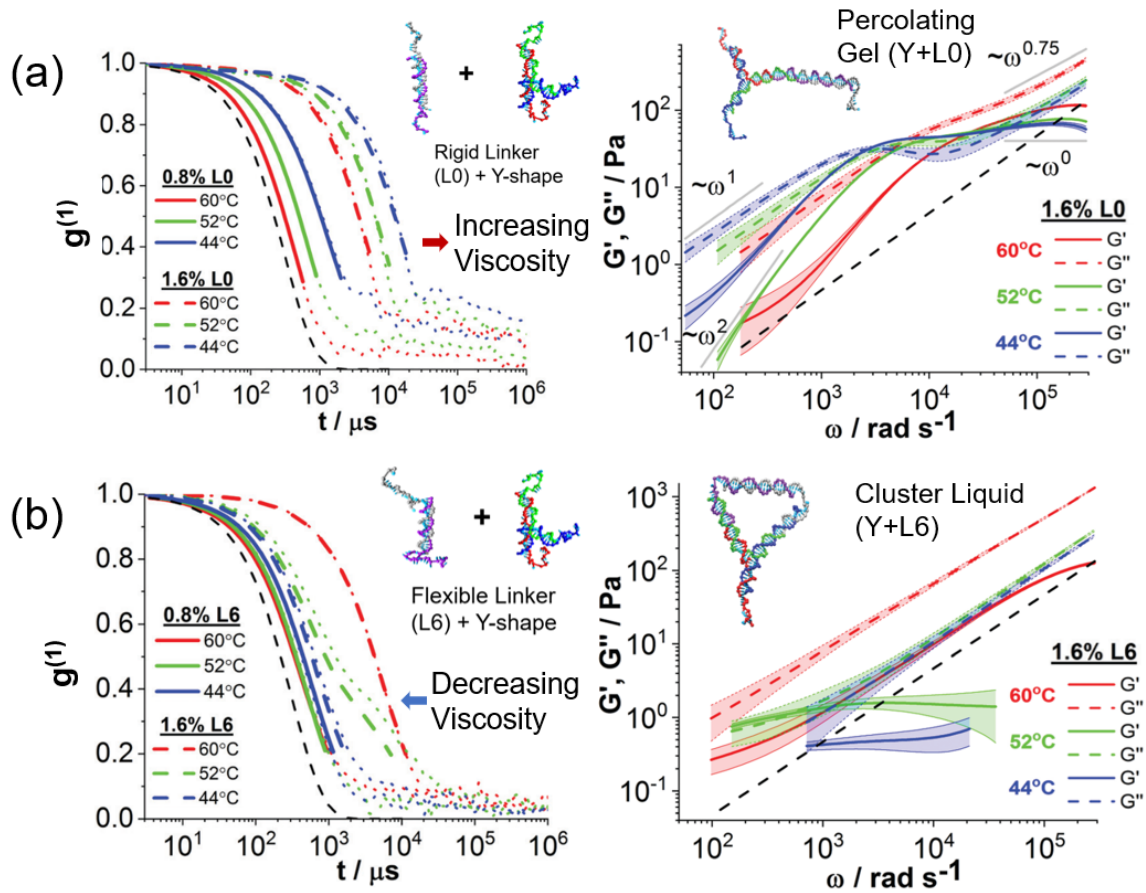 (a)
g(1)
1.0
0.8
0.6
0.4
0.2
0.0
10¹ 10² 10³ 10⁴ 10⁵ 10⁶
t / μs
0.8% L0
60°C
52°C
44°C
1.6% L0
60°C
52°C
44°C
+
Rigid Linker
(L0) + Y-shape
Increasing
Viscosity
G', G" / Pa
10²
10¹
10⁰
10⁻¹
10² 10³ 10⁴ 10⁵
ω / rad s⁻¹
Percolating
Gel (Y+L0)
~ω^0.75
~ω¹
~ω⁰
~ω²
1.6% L0
60°C
G'
G"
52°C
G'
G"
44°C
G'
G"
(b)
g(1)
1.0
0.8
0.6
0.4
0.2
0.0
10¹ 10² 10³ 10⁴ 10⁵ 10⁶
t / μs
0.8% L6
60°C
52°C
44°C
1.6% L6
60°C
52°C
44°C
+
Flexible Linker
(L6) + Y-shape
Decreasing
Viscosity
G', G" / Pa
10³
10²
10¹
10⁰
10⁻¹
10² 10³ 10⁴ 10⁵
ω / rad s⁻¹
Cluster Liquid
(Y+L6)
1.6% L6
60°C
G'
G"
52°C
G'
G"
44°C
G'
G"